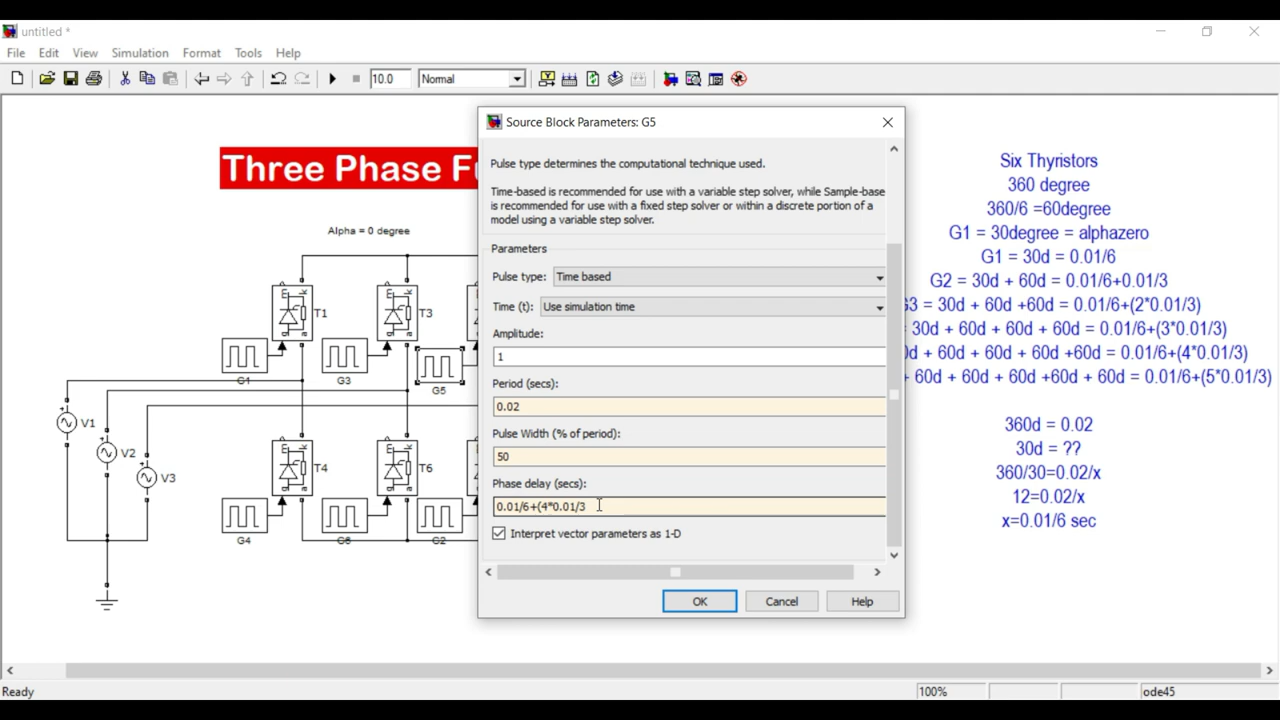 untitled *
File Edit View Simulation Format Tools Help
10.0 Normal
Three Phase Fu
Alpha = 0 degree
T1
T3
G1
G3
G5
V1
V2
V3
T4
T6
G4
G6
G2
Source Block Parameters: G5
Pulse type determines the computational technique used.
Time-based is recommended for use with a variable step solver, while Sample-base
is recommended for use with a fixed step solver or within a discrete portion of a
model using a variable step solver.
Parameters
Pulse type: Time based
Time (t): Use simulation time
Amplitude:
1
Period (secs):
0.02
Pulse Width (% of period):
50
Phase delay (secs):
0.01/6+(4*0.01/3
Interpret vector parameters as 1-D
OK Cancel Help
Six Thyristors
360 degree
360/6 =60degree
G1 = 30degree = alphazero
G1 = 30d = 0.01/6
G2 = 30d + 60d = 0.01/6+0.01/3
3 = 30d + 60d +60d = 0.01/6+(2*0.01/3)
30d + 60d + 60d + 60d = 0.01/6+(3*0.01/3)
d + 60d + 60d + 60d +60d = 0.01/6+(4*0.01/3)
+ 60d + 60d + 60d +60d + 60d = 0.01/6+(5*0.01/3)
360d = 0.02
30d = ??
360/30=0.02/x
12=0.02/x
x=0.01/6 sec
Ready 100% ode45